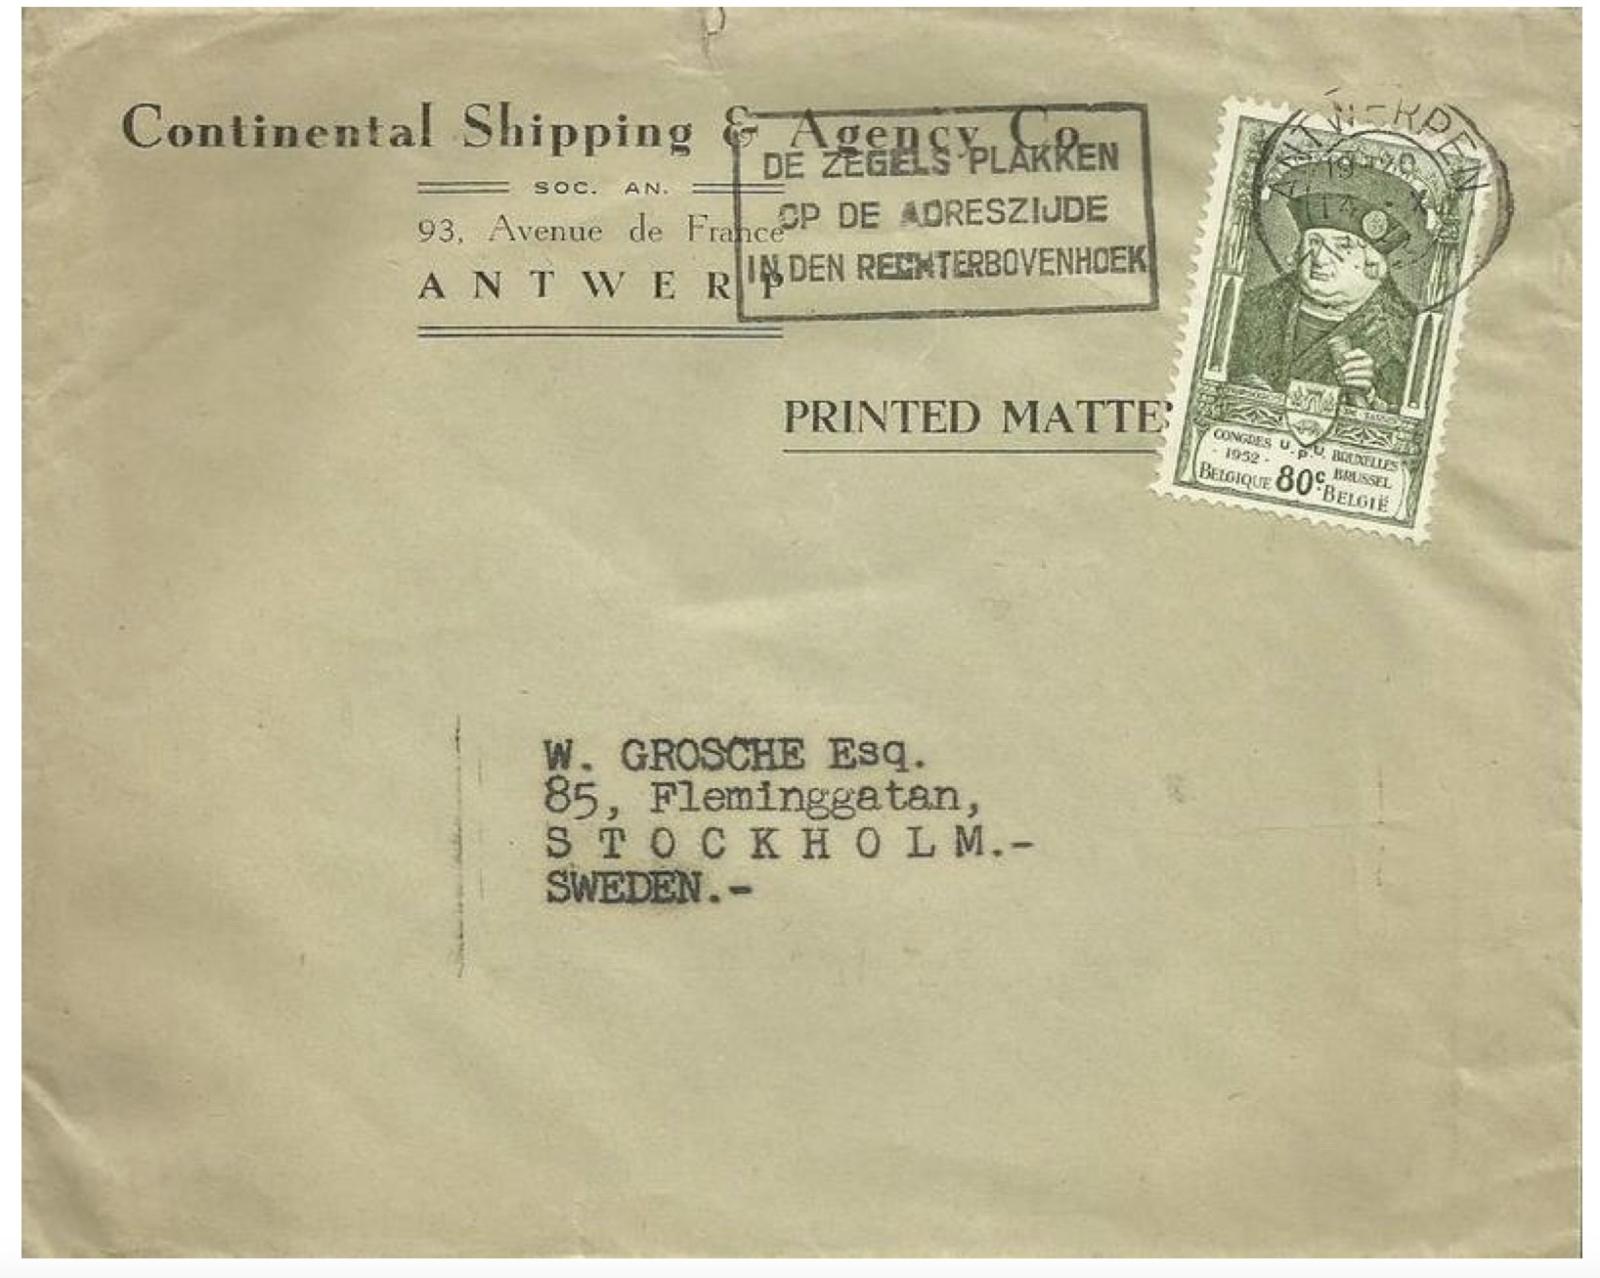 Continental Shipping & Agency Co
SOC. AN.
93, Avenue de France
ANTWERP
DE ZEGELS PLAKKEN
OP DE ADRESZIJDE
IN DEN RECHTERBOVENHOEK
ANTWERPEN
PRINTED MATTE
CONGRES U.P.U. BRUXELLES
- 1952 - BRUSSEL
BELGIQUE 80c BELGIË
W. GROSCHE Esq.
85, Fleminggatan,
STOCKHOLM.-
SWEDEN.-